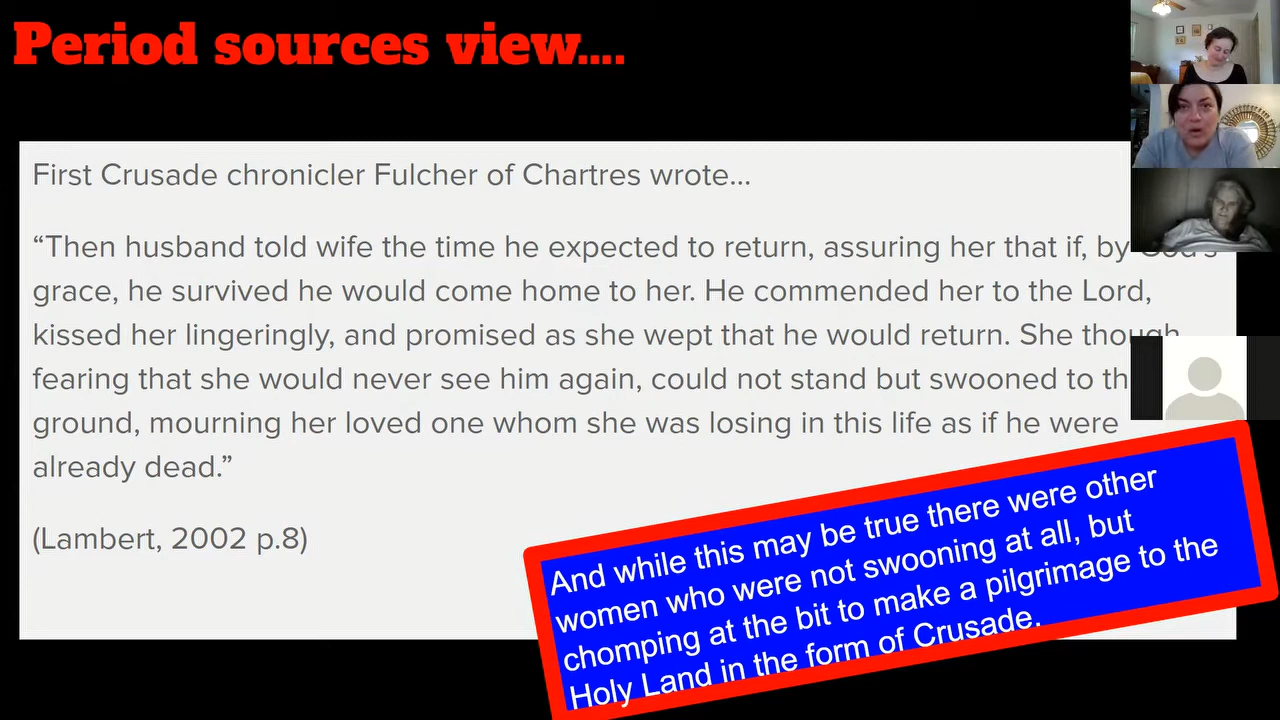 Period sources view....
First Crusade chronicler Fulcher of Chartres wrote...
“Then husband told wife the time he expected to return, assuring her that if, by God's
grace, he survived he would come home to her. He commended her to the Lord,
kissed her lingeringly, and promised as she wept that he would return. She though
fearing that she would never see him again, could not stand but swooned to th
ground, mourning her loved one whom she was losing in this life as if he were
already dead.”
(Lambert, 2002 p.8)
And while this may be true there were other
women who were not swooning at all, but
chomping at the bit to make a pilgrimage to the
Holy Land in the form of Crusade.